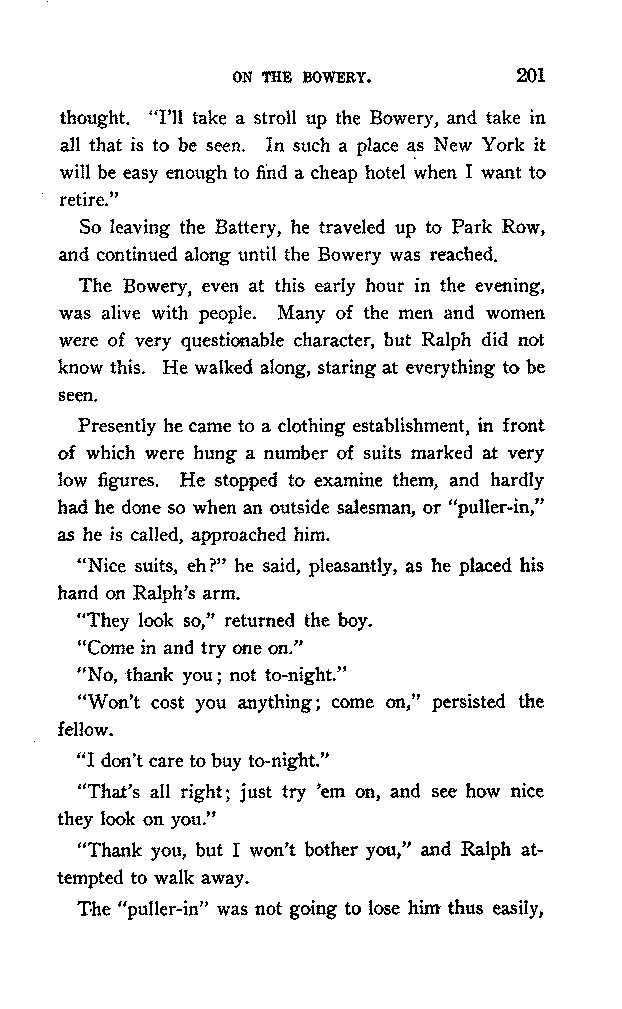 ON THE BOWERY. 201
thought. "I'll take a stroll up the Bowery, and take in
all that is to be seen. In such a place as New York it
will be easy enough to find a cheap hotel when I want to
retire."
So leaving the Battery, he traveled up to Park Row,
and continued along until the Bowery was reached.
The Bowery, even at this early hour in the evening,
was alive with people. Many of the men and women
were of very questionable character, but Ralph did not
know this. He walked along, staring at everything to be
seen.
Presently he came to a clothing establishment, in front
of which were hung a number of suits marked at very
low figures. He stopped to examine them, and hardly
had he done so when an outside salesman, or "puller-in,"
as he is called, approached him.
"Nice suits, eh?" he said, pleasantly, as he placed his
hand on Ralph's arm.
"They look so," returned the boy.
"Come in and try one on."
"No, thank you; not to-night."
"Won't cost you anything; come on," persisted the
fellow.
"I don't care to buy to-night."
"That's all right; just try 'em on, and see how nice
they look on you."
"Thank you, but I won't bother you," and Ralph at-
tempted to walk away.
The "puller-in" was not going to lose him thus easily,